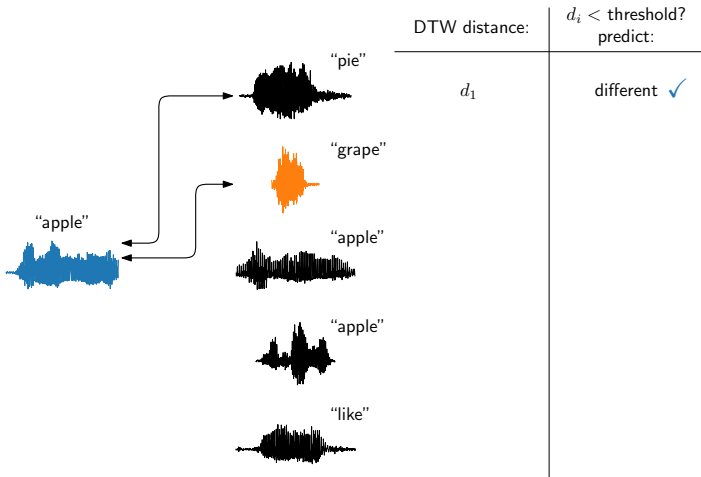 DTW distance:
$d_i$ < threshold?
predict:
“pie”
$d_1$
different ✓
“grape”
“apple”
“apple”
“apple”
“like”